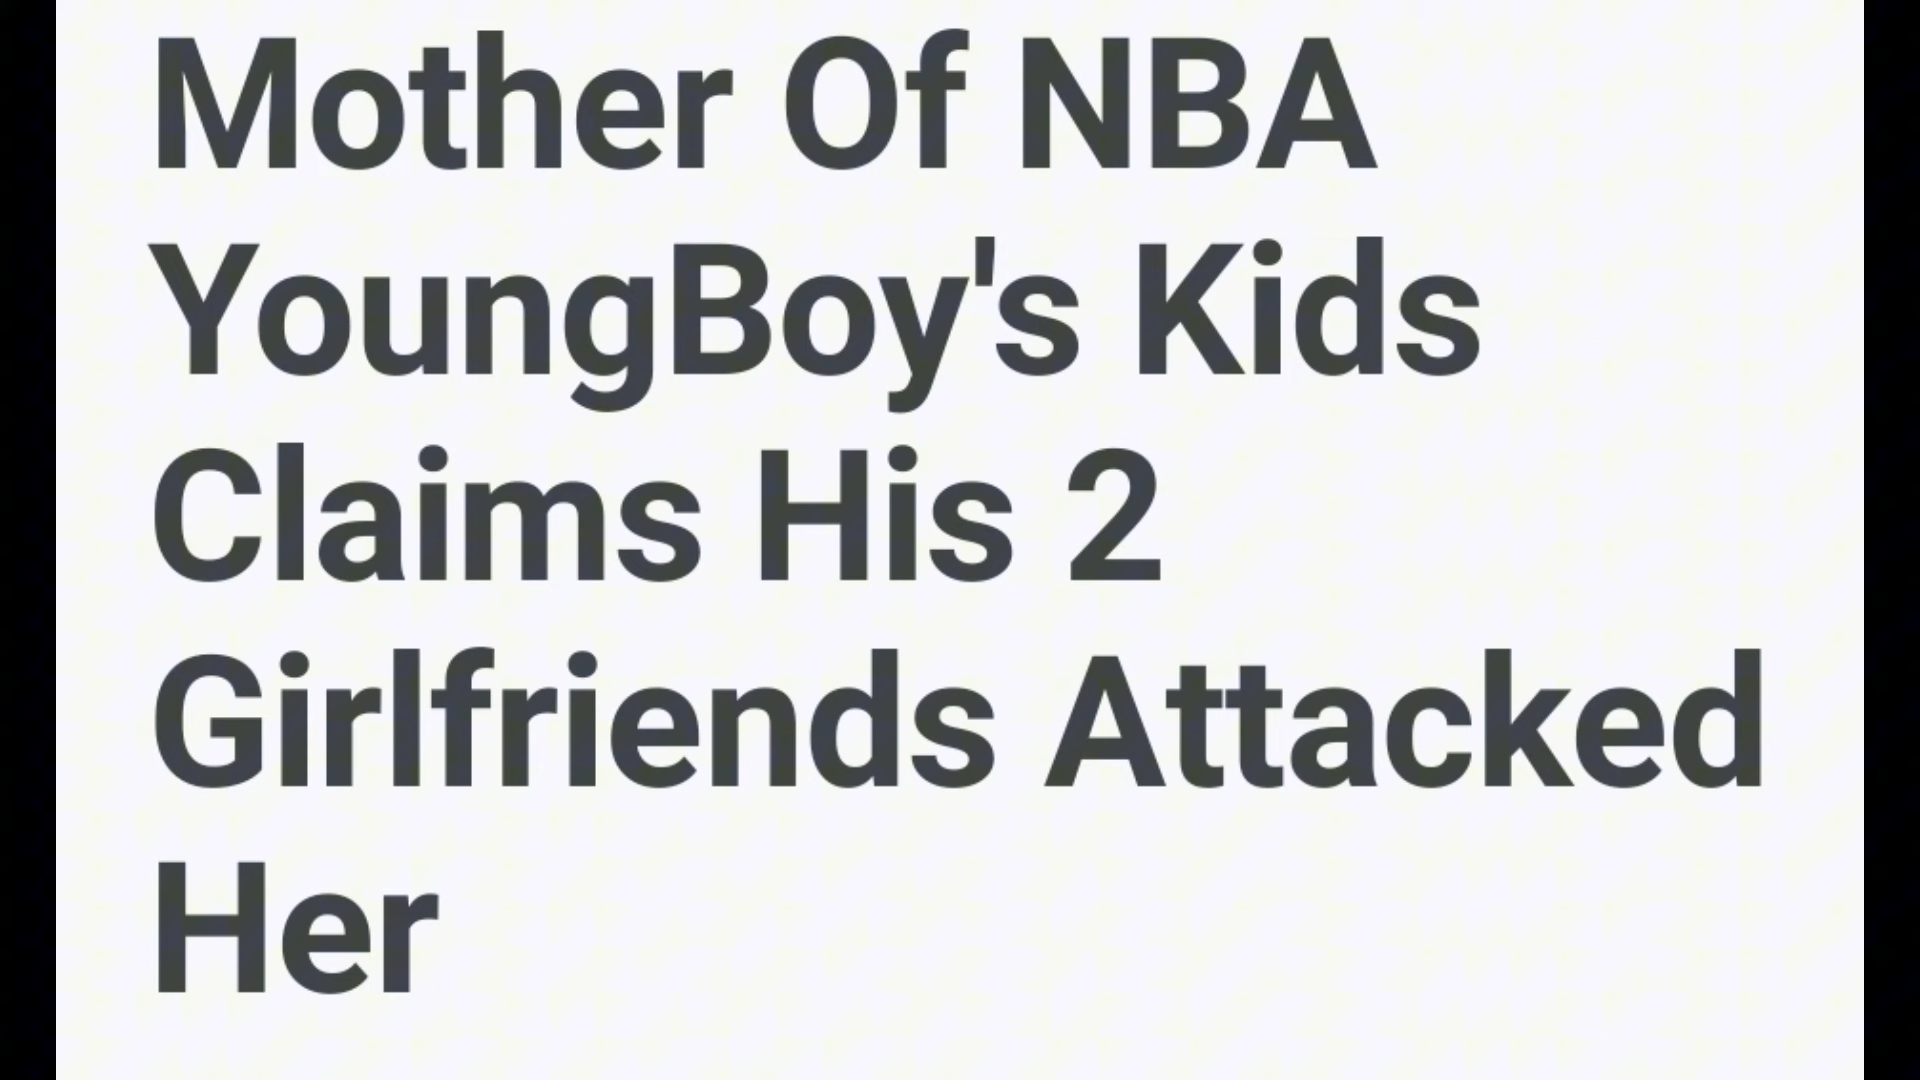 Mother Of NBA
YoungBoy's Kids
Claims His 2
Girlfriends Attacked
Her